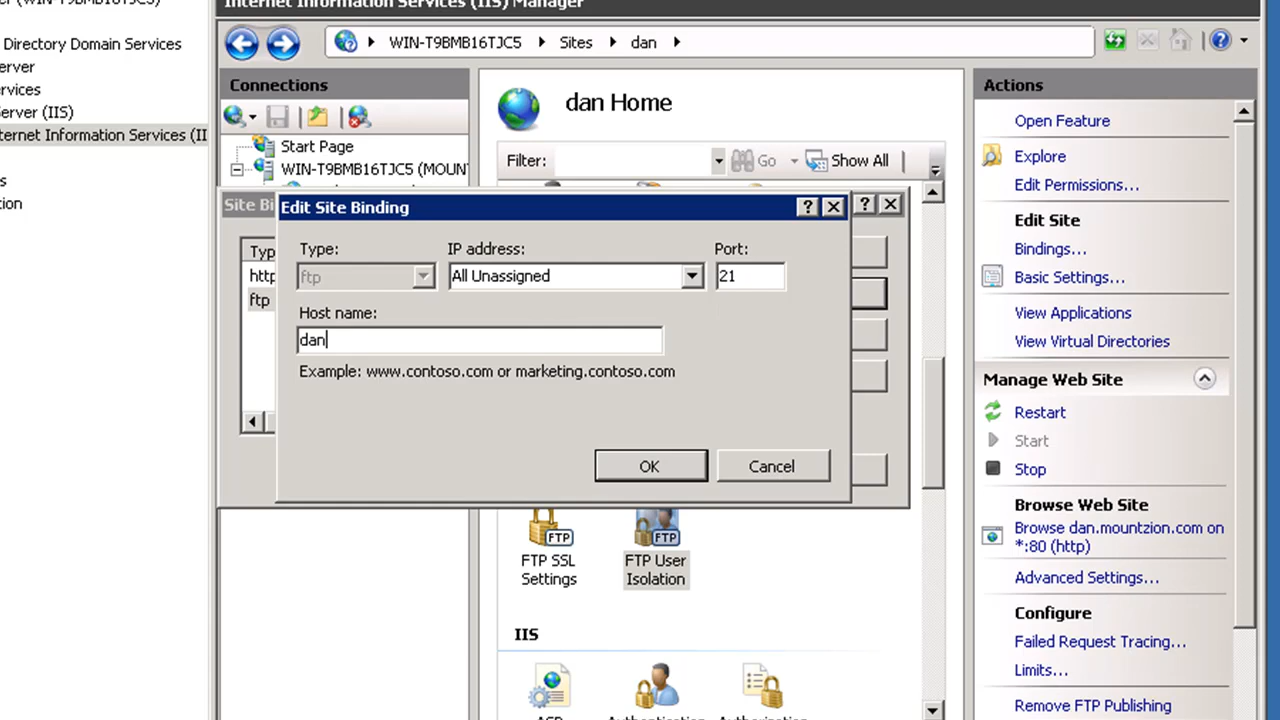 Internet Information Services (IIS) Manager
Directory Domain Services
erver
rvices
erver (IIS)
ternet Information Services (II
s
tion
WIN-T9BMB16TJC5
Sites
dan
Connections
Start Page
WIN-T9BMB16TJC5 (MOUN
dan Home
Filter:
Go
Show All
Site Bi
Typ
http
ftp
Edit Site Binding
Type:
IP address:
Port:
ftp
All Unassigned
21
Host name:
dan
Example: www.contoso.com or marketing.contoso.com
OK
Cancel
FTP
FTP
FTP SSL
Settings
FTP User
Isolation
IIS
Actions
Open Feature
Explore
Edit Permissions...
Edit Site
Bindings...
Basic Settings...
View Applications
View Virtual Directories
Manage Web Site
Restart
Start
Stop
Browse Web Site
Browse dan.mountzion.com on
*:80 (http)
Advanced Settings...
Configure
Failed Request Tracing...
Limits...
Remove FTP Publishing